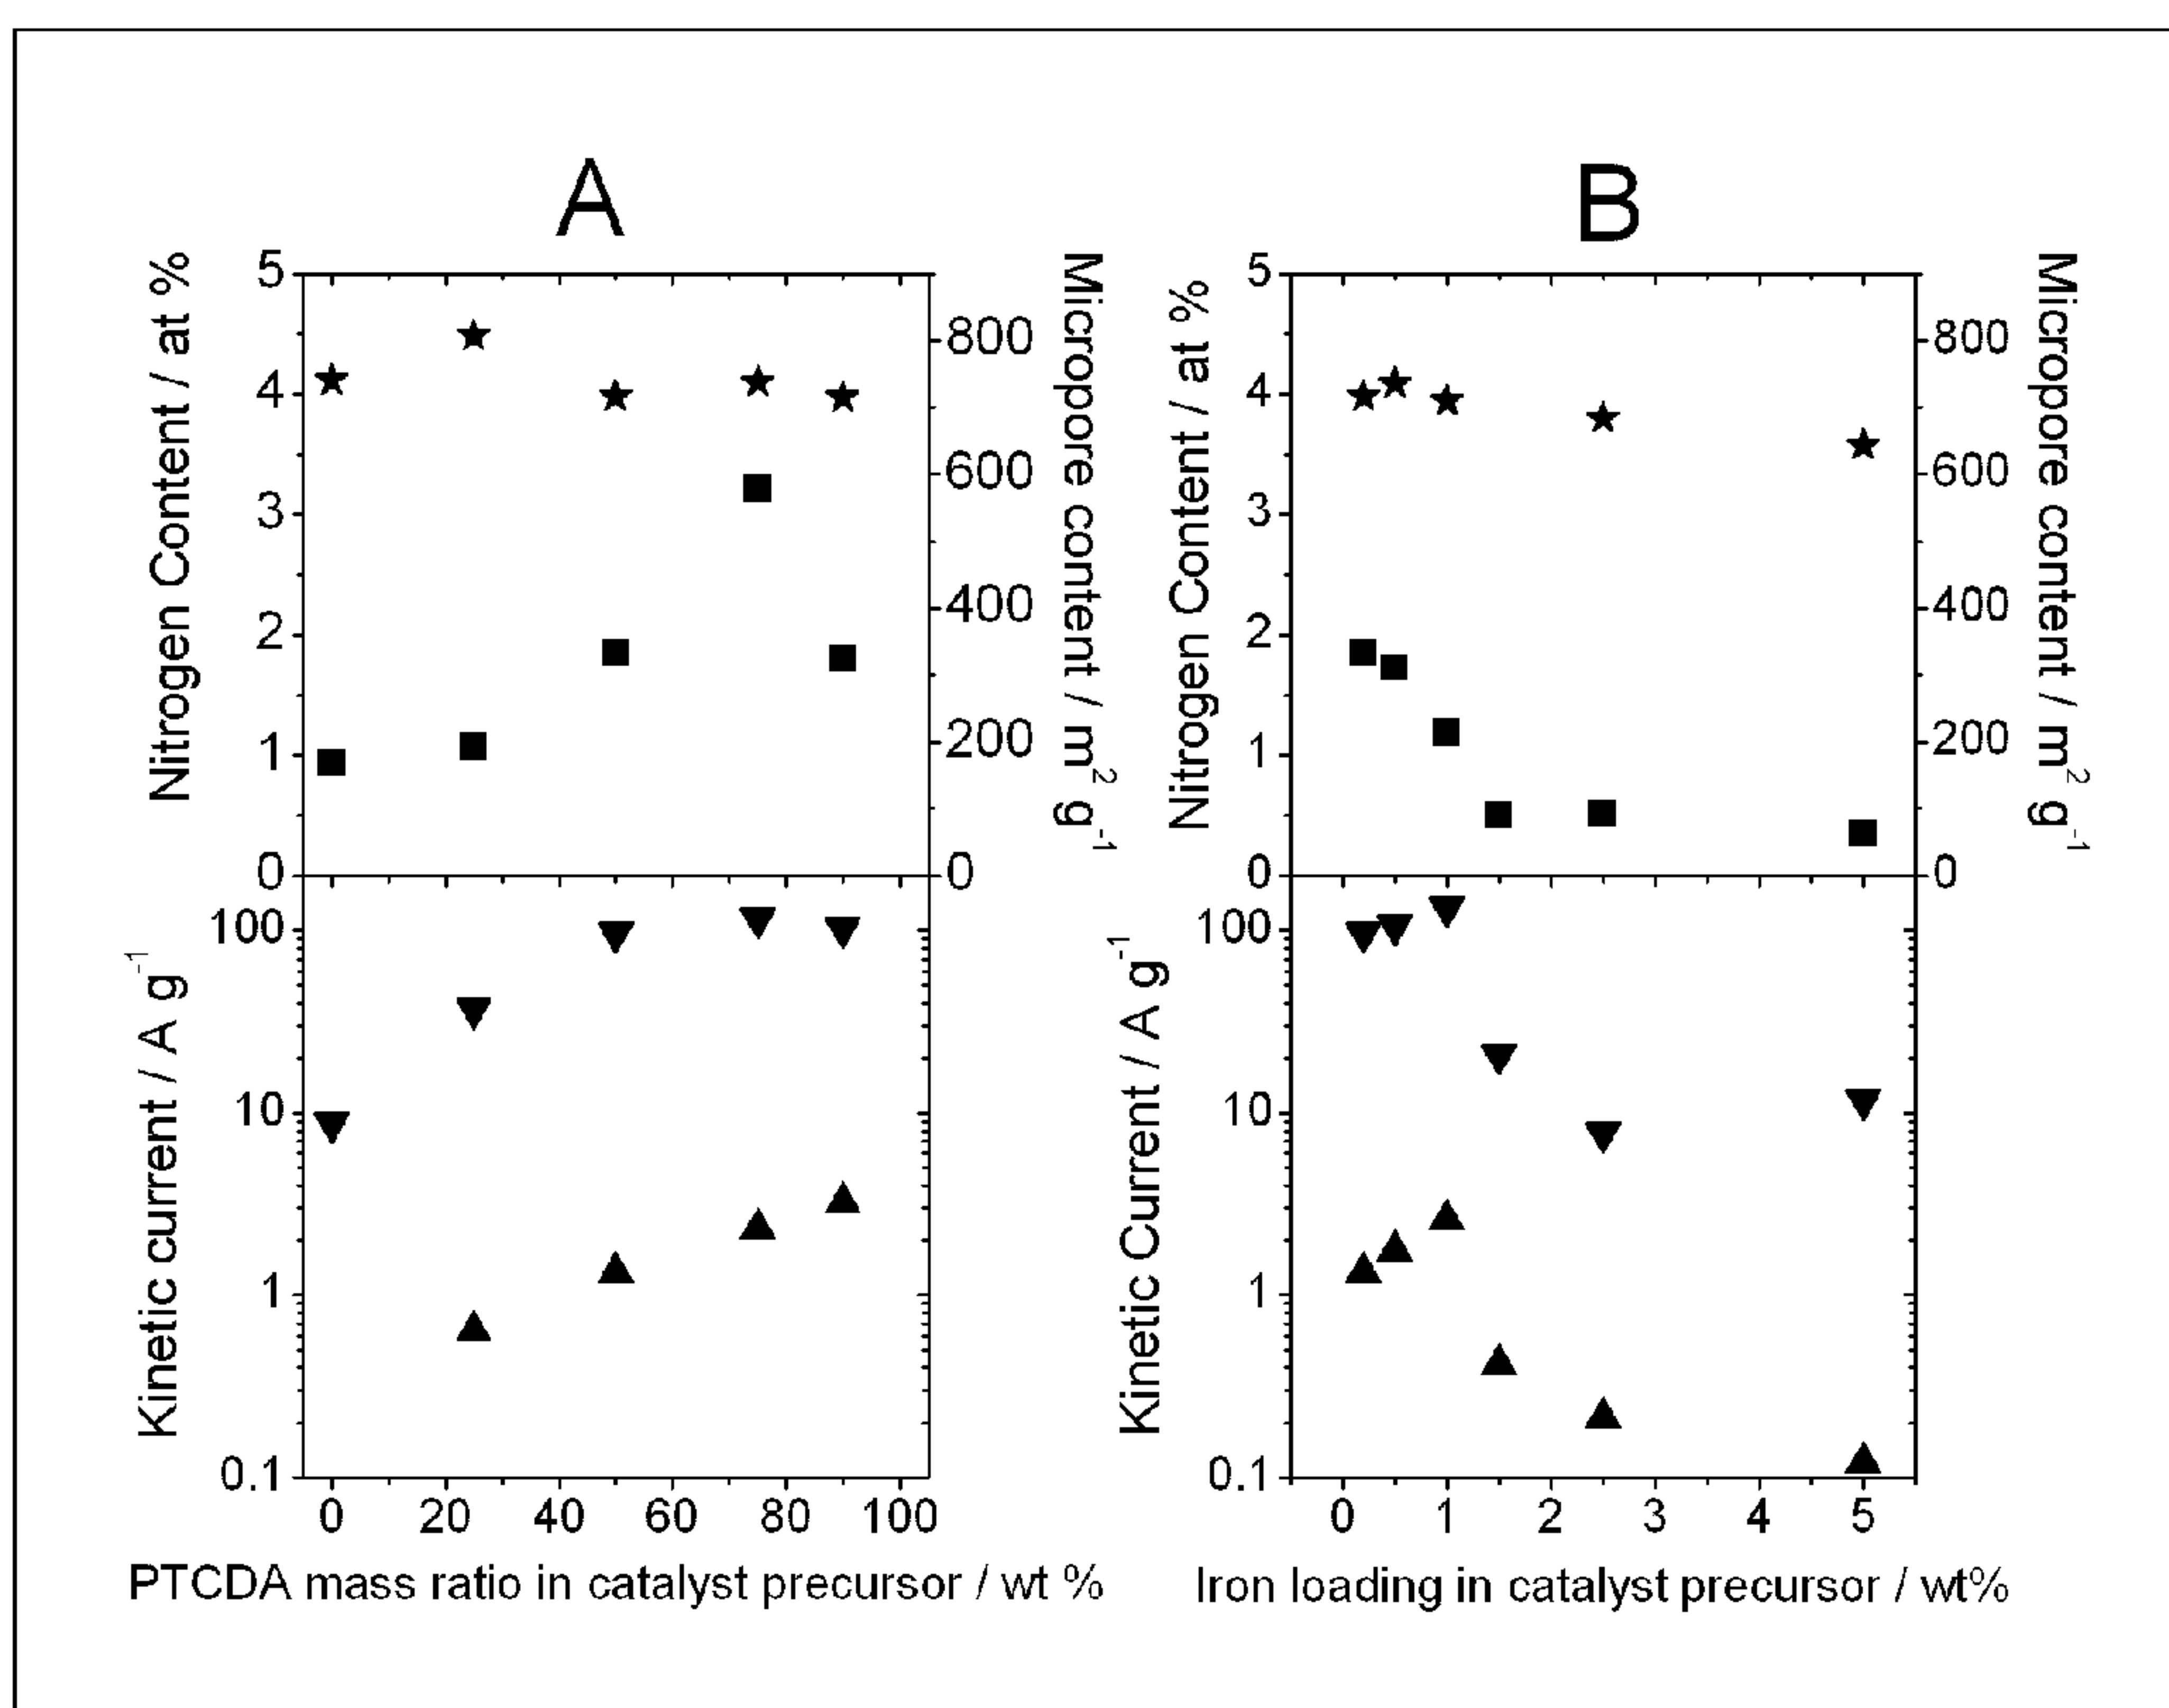 A
B
Nitrogen Content / at %
5
4
3
2
1
0
800
600
400
200
0
Micropore content / m² g⁻¹
Nitrogen Content / at %
5
4
3
2
1
0
800
600
400
200
0
Micropore content / m² g⁻¹
Kinetic current / A g⁻¹
100
10
1
0.1
Kinetic Current / A g⁻¹
100
10
1
0.1
0 20 40 60 80 100
0 1 2 3 4 5
PTCDA mass ratio in catalyst precursor / wt %
Iron loading in catalyst precursor / wt%